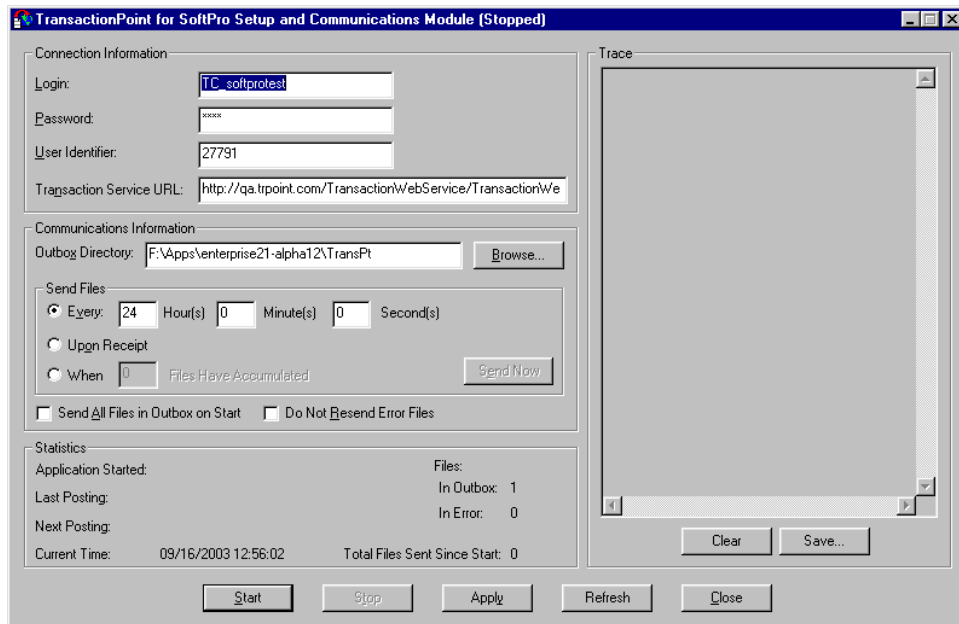 TransactionPoint for SoftPro Setup and Communications Module (Stopped)
Connection Information
Login: TC_softprotest
Password: xxxx
User Identifier: 27791
Transaction Service URL: http://qa.trpoint.com/TransactionWebService/TransactionWe
Communications Information
Outbox Directory: F:\Apps\enterprise21-alpha12\TransPt Browse...
Send Files
Every: 24 Hour(s) 0 Minute(s) 0 Second(s)
Upon Receipt
When 0 Files Have Accumulated Send Now
Send All Files in Outbox on Start Do Not Resend Error Files
Statistics
Application Started: Files:
In Outbox: 1
Last Posting:
In Error: 0
Next Posting:
Current Time: 09/16/2003 12:56:02 Total Files Sent Since Start: 0
Trace
Clear Save...
Start Stop Apply Refresh Close